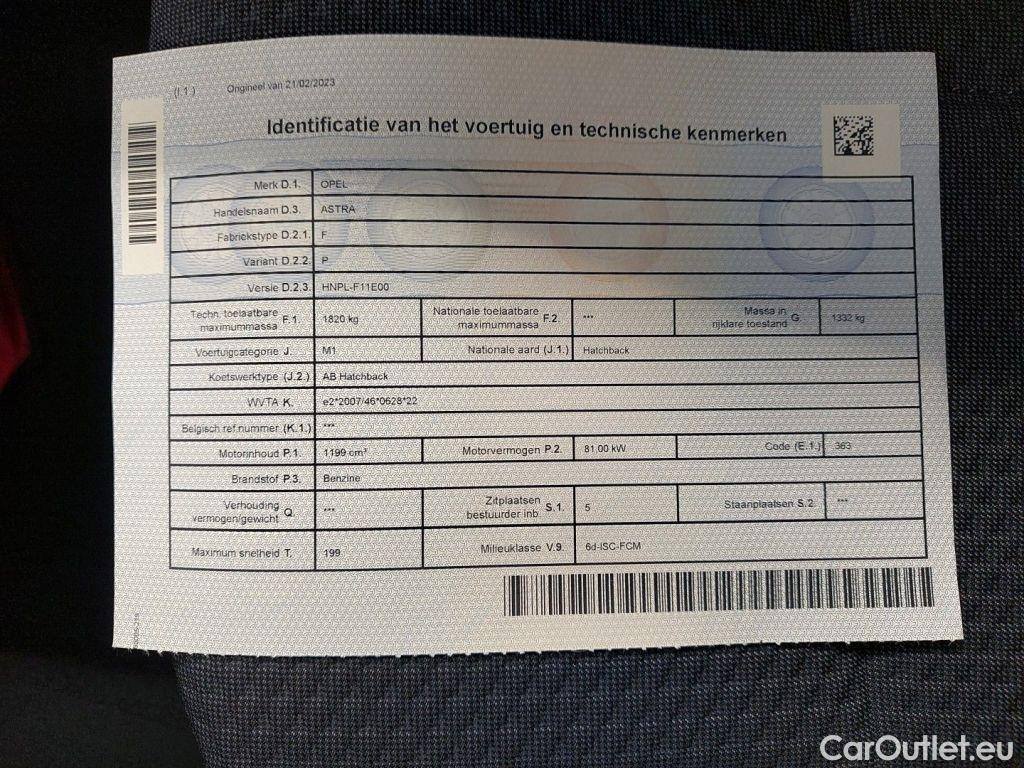 (I.1.) Origineel van 21/02/2023
Identificatie van het voertuig en technische kenmerken
Merk D.1. OPEL
Handelsnaam D.3. ASTRA
Fabriekstype D.2.1. F
Variant D.2.2. P
Versie D.2.3. HNPL-F11E00
Techn. toelaatbare maximummassa F.1. 1820 kg Nationale toelaatbare maximummassa F.2. *** Massa in rijklare toestand G. 1332 kg
Voertuigcategorie J. M1 Nationale aard (J.1.) Hatchback
Koetswerktype (J.2.) AB Hatchback
WVTA K. e2*2007/46*0628*22
Belgisch ref.nummer (K.1.) ***
Motorinhoud P.1. 1199 cm³ Motorvermogen P.2. 81.00 kW Code (E.1.) 363
Brandstof P.3. Benzine
Verhouding vermogen/gewicht Q. *** Zitplaatsen bestuurder inb. S.1. 5 Staanplaatsen S.2. ***
Maximum snelheid T. 199 Milieuklasse V.9. 6d-ISC-FCM
CarOutlet.eu